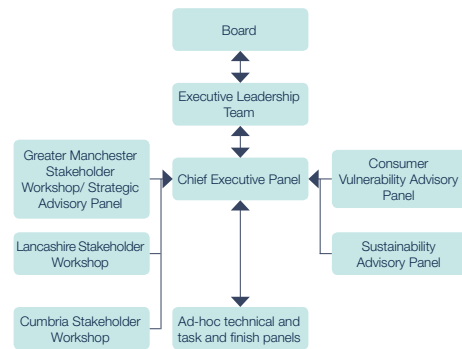 Board
Executive Leadership
Team
Greater Manchester
Stakeholder
Workshop/ Strategic
Advisory Panel
Chief Executive Panel
Consumer
Vulnerability Advisory
Panel
Lancashire Stakeholder
Workshop
Sustainability
Advisory Panel
Cumbria Stakeholder
Workshop
Ad-hoc technical and
task and finish panels